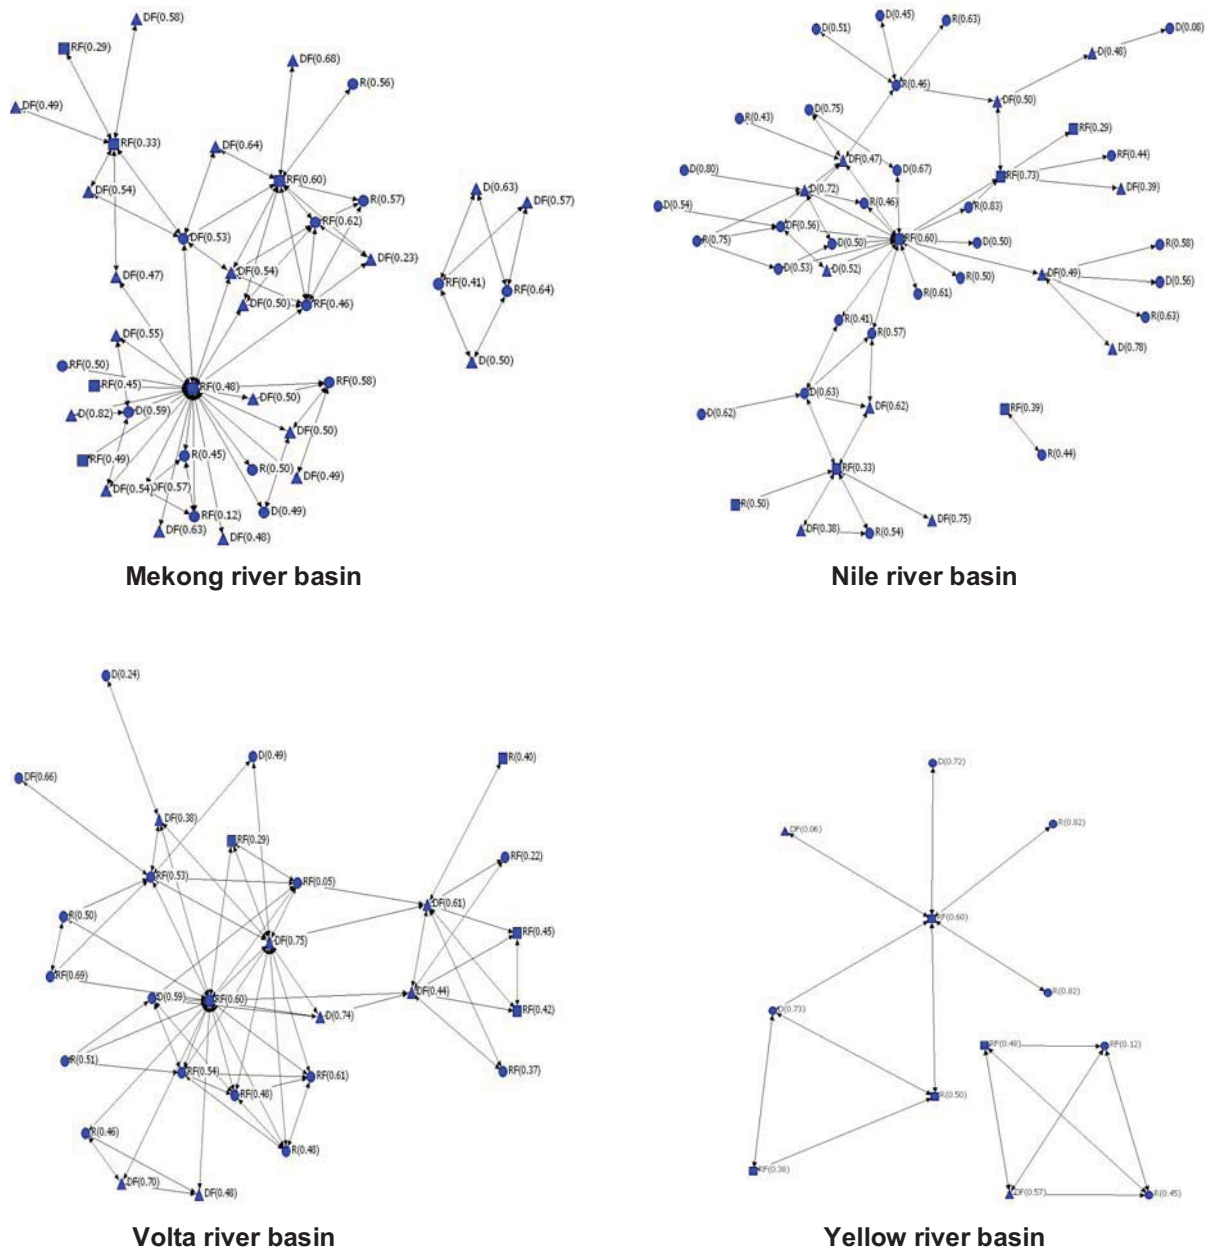 DF(0.58)
RF(0.29)
DF(0.68)
R(0.56)
DF(0.49)
RF(0.33)
DF(0.64)
RF(0.60)
DF(0.54)
R(0.57)
RF(0.62)
DF(0.53)
DF(0.23)
DF(0.54)
DF(0.47)
DF(0.50)
RF(0.46)
D(0.63)
DF(0.57)
RF(0.41)
RF(0.64)
D(0.50)
DF(0.55)
RF(0.50)
RF(0.45)
RF(0.48)
RF(0.58)
DF(0.50)
D(0.82)
D(0.59)
DF(0.50)
RF(0.49)
R(0.45)
R(0.50)
DF(0.49)
DF(0.54)
DF(0.57)
RF(0.12)
D(0.49)
DF(0.63)
DF(0.48)
Mekong river basin
D(0.51)
D(0.45)
R(0.63)
D(0.08)
D(0.48)
R(0.46)
DF(0.50)
D(0.75)
R(0.43)
RF(0.29)
RF(0.44)
DF(0.47)
D(0.67)
D(0.80)
RF(0.73)
DF(0.39)
D(0.72)
R(0.46)
R(0.83)
D(0.54)
DF(0.56)
R(0.75)
D(0.50)
RF(0.60)
D(0.50)
R(0.58)
D(0.53)
D(0.52)
R(0.50)
DF(0.49)
D(0.56)
R(0.61)
R(0.63)
R(0.41)
R(0.57)
D(0.78)
D(0.63)
D(0.62)
DF(0.62)
RF(0.39)
R(0.44)
RF(0.33)
R(0.50)
DF(0.38)
R(0.54)
DF(0.75)
Nile river basin
D(0.24)
D(0.49)
R(0.40)
DF(0.66)
DF(0.38)
RF(0.29)
RF(0.22)
RF(0.53)
RF(0.05)
DF(0.61)
R(0.50)
RF(0.45)
DF(0.75)
RF(0.69)
D(0.59)
RF(0.60)
DF(0.44)
D(0.74)
RF(0.42)
R(0.51)
RF(0.54)
RF(0.61)
RF(0.37)
RF(0.48)
R(0.46)
R(0.48)
DF(0.70)
DF(0.48)
Volta river basin
D(0.72)
DF(0.06)
R(0.82)
RF(0.60)
R(0.82)
D(0.73)
RF(0.48)
RF(0.12)
R(0.50)
RF(0.38)
DF(0.57)
R(0.45)
Yellow river basin